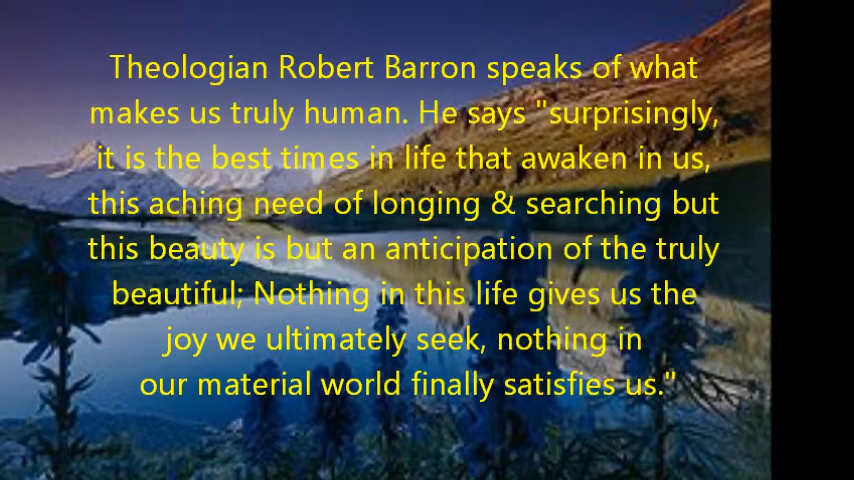 Theologian Robert Barron speaks of what
makes us truly human. He says "surprisingly,
it is the best times in life that awaken in us,
this aching need of longing & searching but
this beauty is but an anticipation of the truly
beautiful; Nothing in this life gives us the
joy we ultimately seek, nothing in
our material world finally satisfies us."